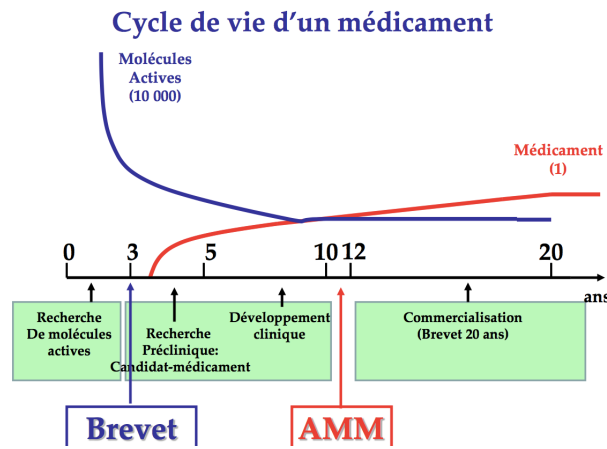 Cycle de vie d'un médicament
Molécules
Actives
(10 000)
Médicament
(1)
0 3 5 10 12 20
ans
Recherche
De molécules
actives
Recherche
Préclinique:
Candidat-médicament
Développement
clinique
Commercialisation
(Brevet 20 ans)
Brevet
AMM